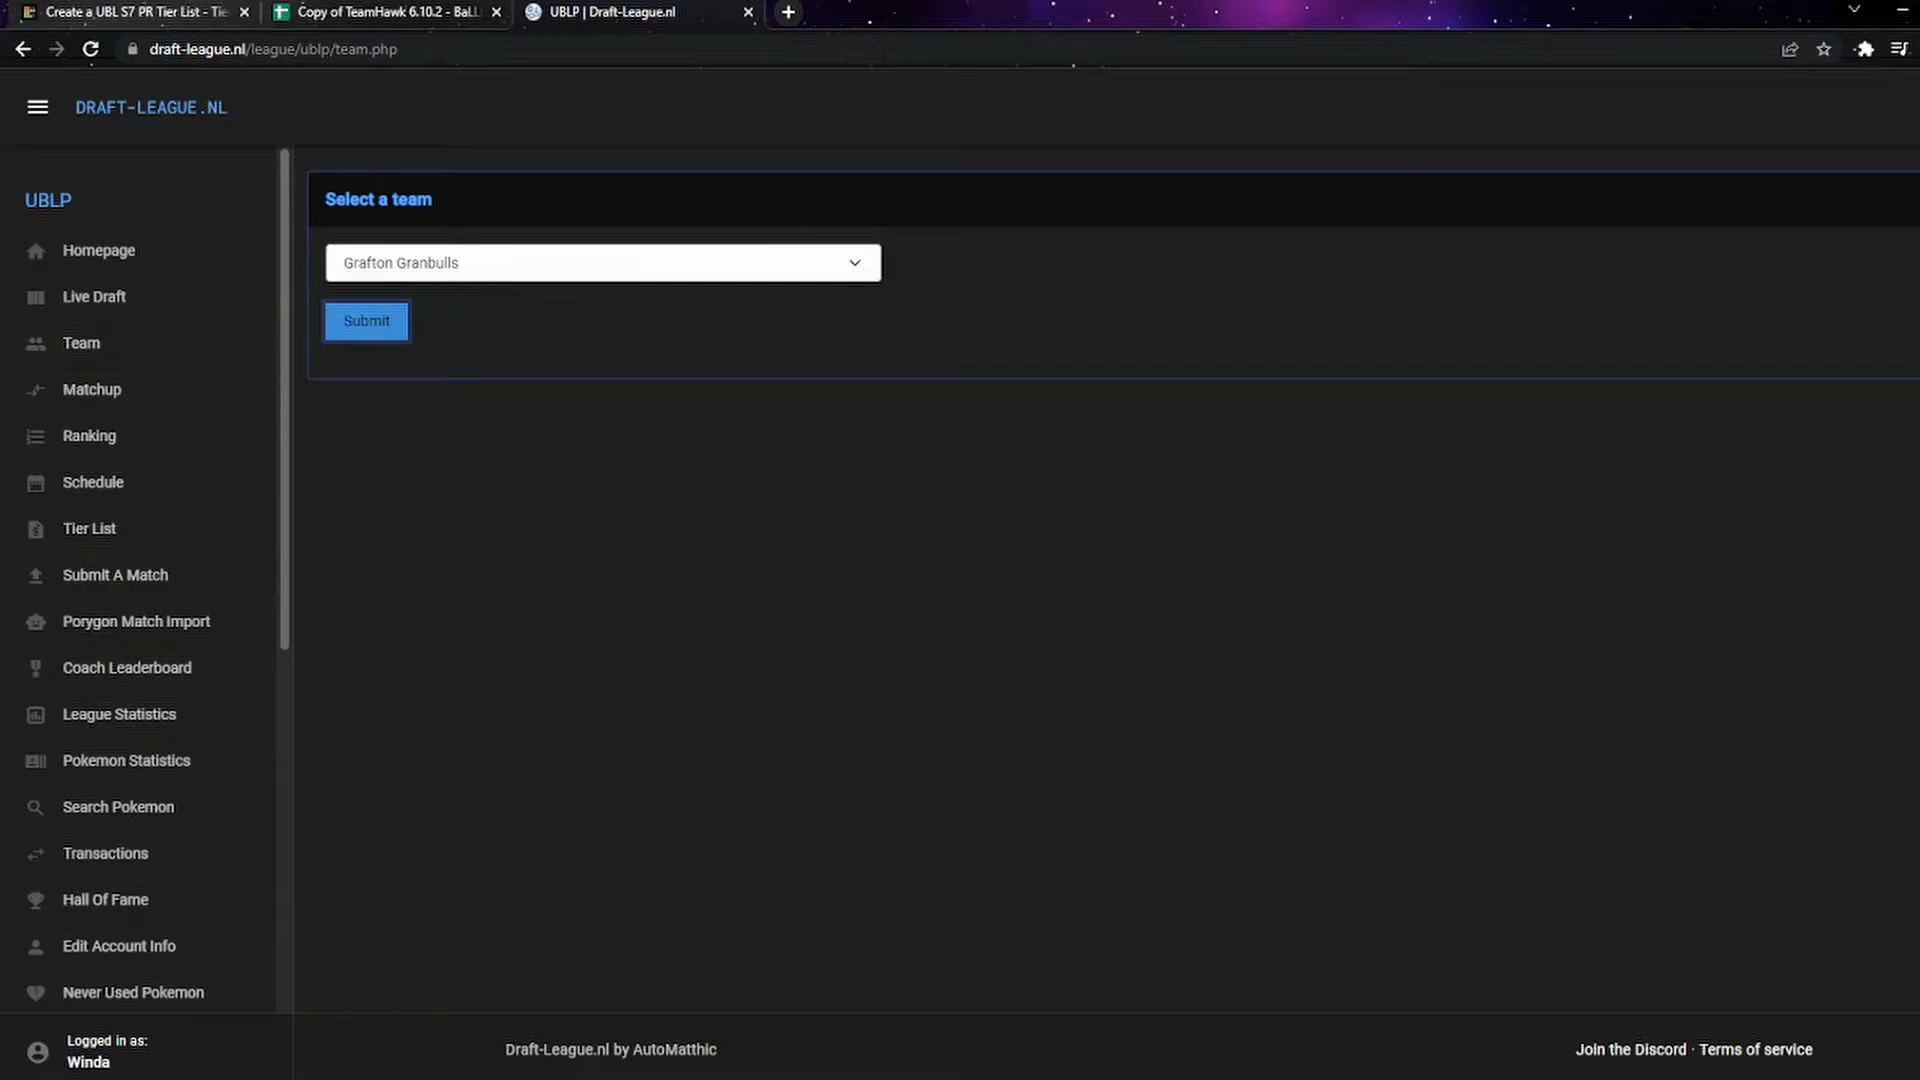 Create a UBL S7 PR Tier List - Tie
Copy of TeamHawk 6.10.2 - BaLL
UBLP | Draft-League.nl
draft-league.nl/league/ublp/team.php
DRAFT-LEAGUE.NL
UBLP
Homepage
Live Draft
Team
Matchup
Ranking
Schedule
Tier List
Submit A Match
Porygon Match Import
Coach Leaderboard
League Statistics
Pokemon Statistics
Search Pokemon
Transactions
Hall Of Fame
Edit Account Info
Never Used Pokemon
Logged in as:
Winda
Select a team
Grafton Granbulls
Submit
Draft-League.nl by AutoMatthic
Join the Discord · Terms of service